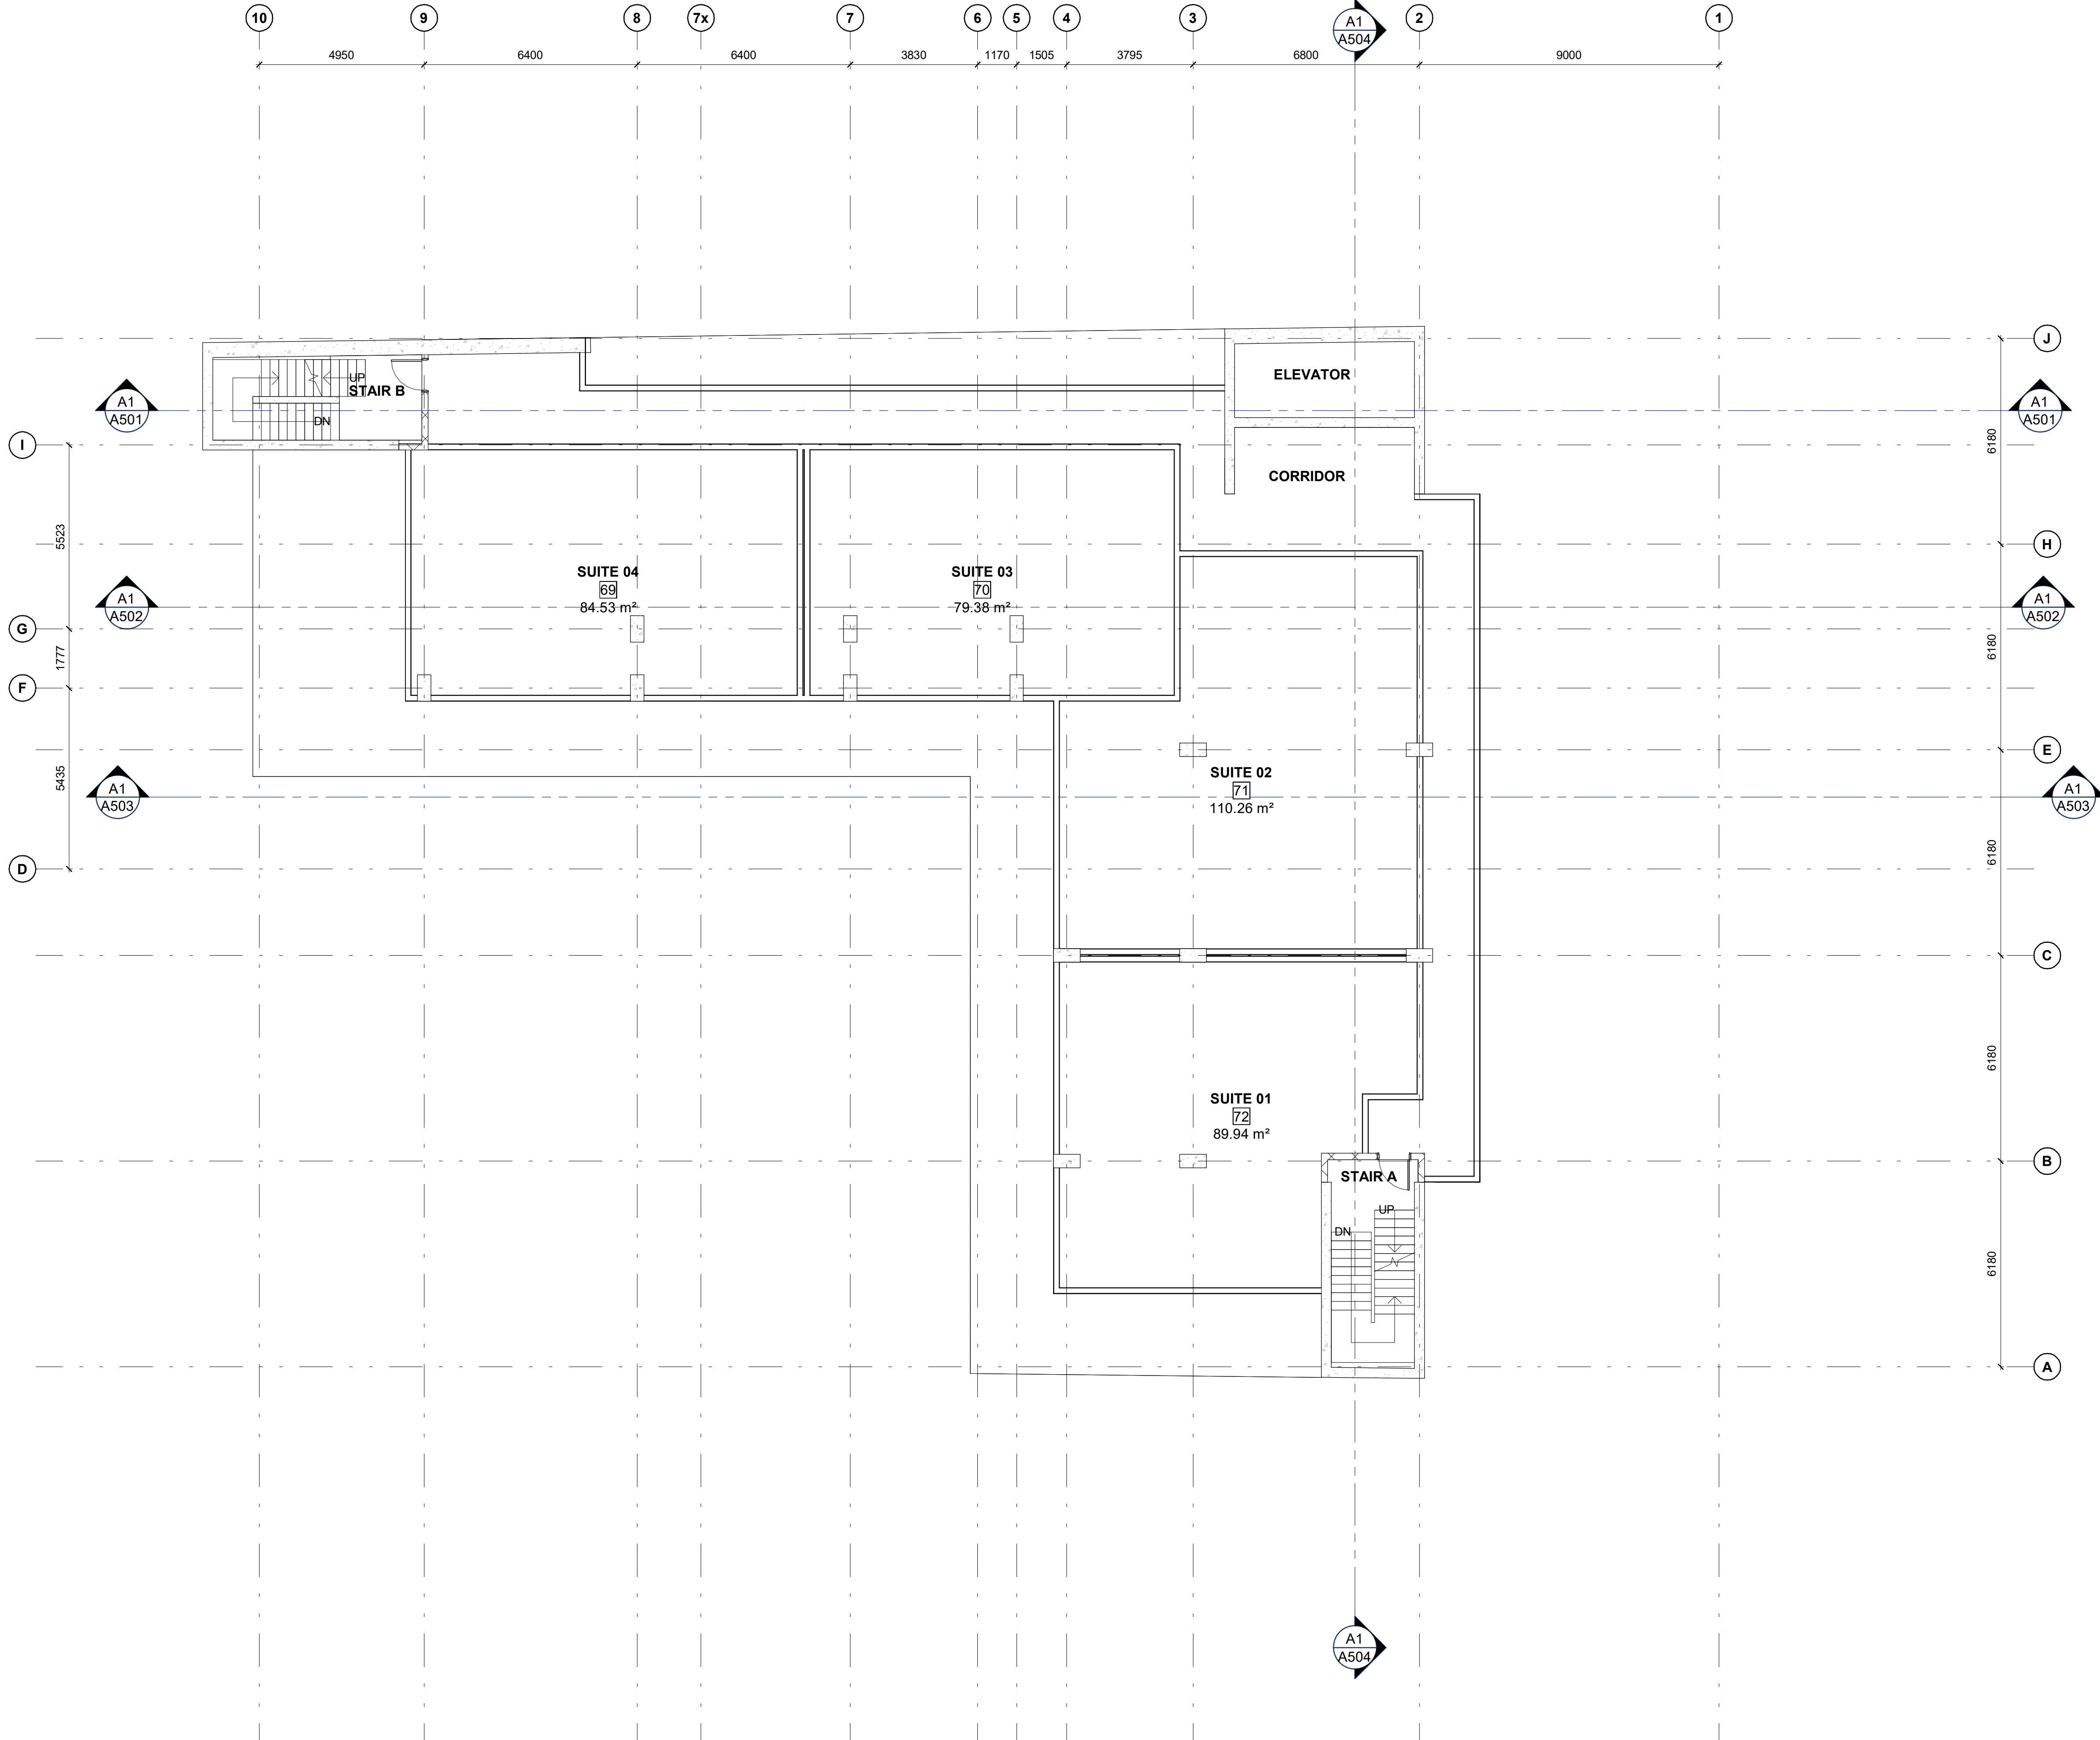 10 9 8 7x 7 6 5 4 3 2 1
A1
A504
4950 6400 6400 3830 1170 1505 3795 6800 9000
J
ELEVATOR
UP
STAIR B
A1
A501
A1
A501
DN
I
6180
CORRIDOR
5523
H
SUITE 04
69
84.53 m²
SUITE 03
70
79.38 m²
A1
A502
A1
A502
G
6180
1777
F
E
5435
SUITE 02
71
110.26 m²
A1
A503
A1
A503
6180
D
C
6180
SUITE 01
72
89.94 m²
B
STAIR A
UP
DN
6180
A
A1
A504